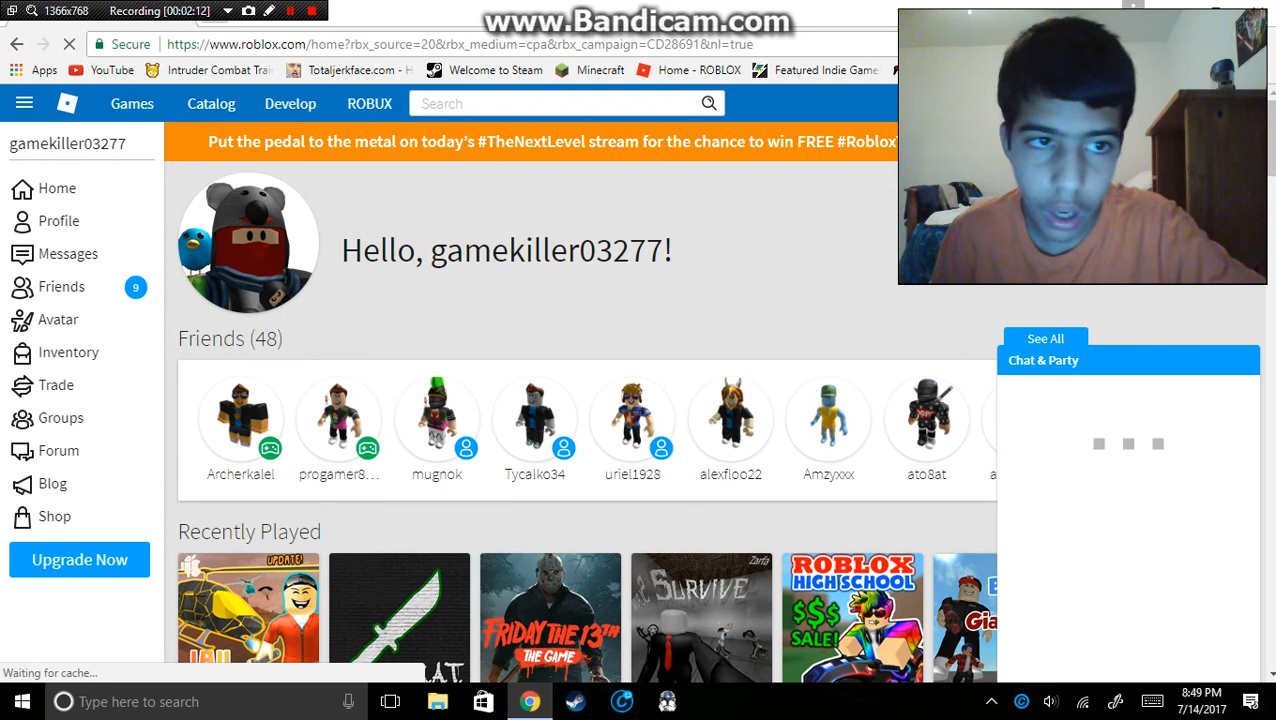 1366x768 Recording [00:02:12]
www.Bandicam.com
Secure https://www.roblox.com/home?rbx_source=20&rbx_medium=cpa&rbx_campaign=CD28691&nl=true
Apps YouTube Intruder Combat Trai Totaljerkface.com - H Welcome to Steam Minecraft Home - ROBLOX Featured Indie Game
Games Catalog Develop ROBUX Search
gamekiller03277
Put the pedal to the metal on today's #TheNextLevel stream for the chance to win FREE #Roblox
Home
Profile
Messages
Friends 9
Avatar
Inventory
Trade
Groups
Forum
Blog
Shop
Upgrade Now
Hello, gamekiller03277!
Friends (48)
See All
Chat & Party
Archerkalel progamer8... mugnok Tycalko34 uriel1928 alexfloo22 Amzyxxx ato8at
Recently Played
UPDATE!
FRIDAY THE 13TH
THE GAME
Zarfa
SURVIVE
ROBLOX
HIGH SCHOOL
$$$
SALE!
Waiting for cache...
Type here to search
8:49 PM
7/14/2017